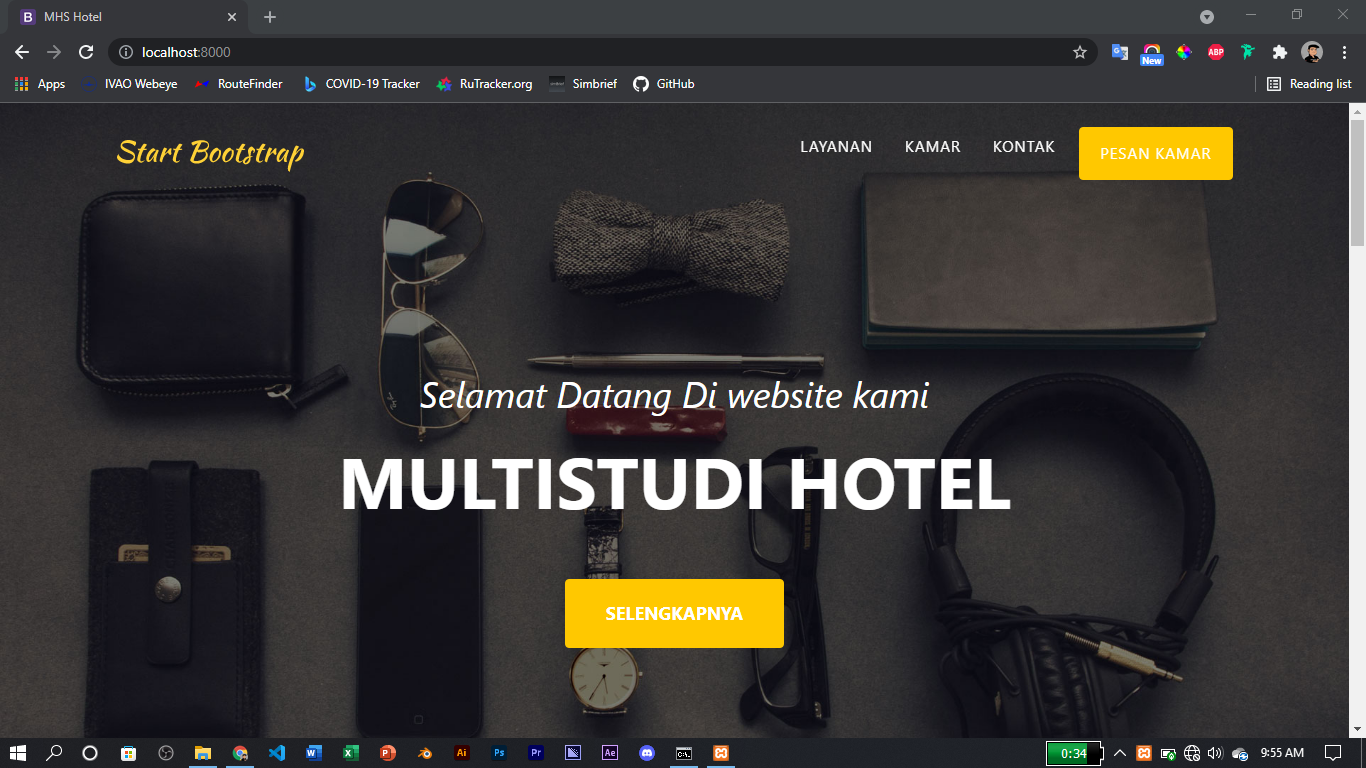 MHS Hotel
localhost:8000
New
ABP
Apps
IVAO Webeye
RouteFinder
COVID-19 Tracker
RuTracker.org
Simbrief
GitHub
Reading list
Start Bootstrap
LAYANAN
KAMAR
KONTAK
PESAN KAMAR
Selamat Datang Di website kami
MULTISTUDI HOTEL
SELENGKAPNYA
0:34
9:55 AM